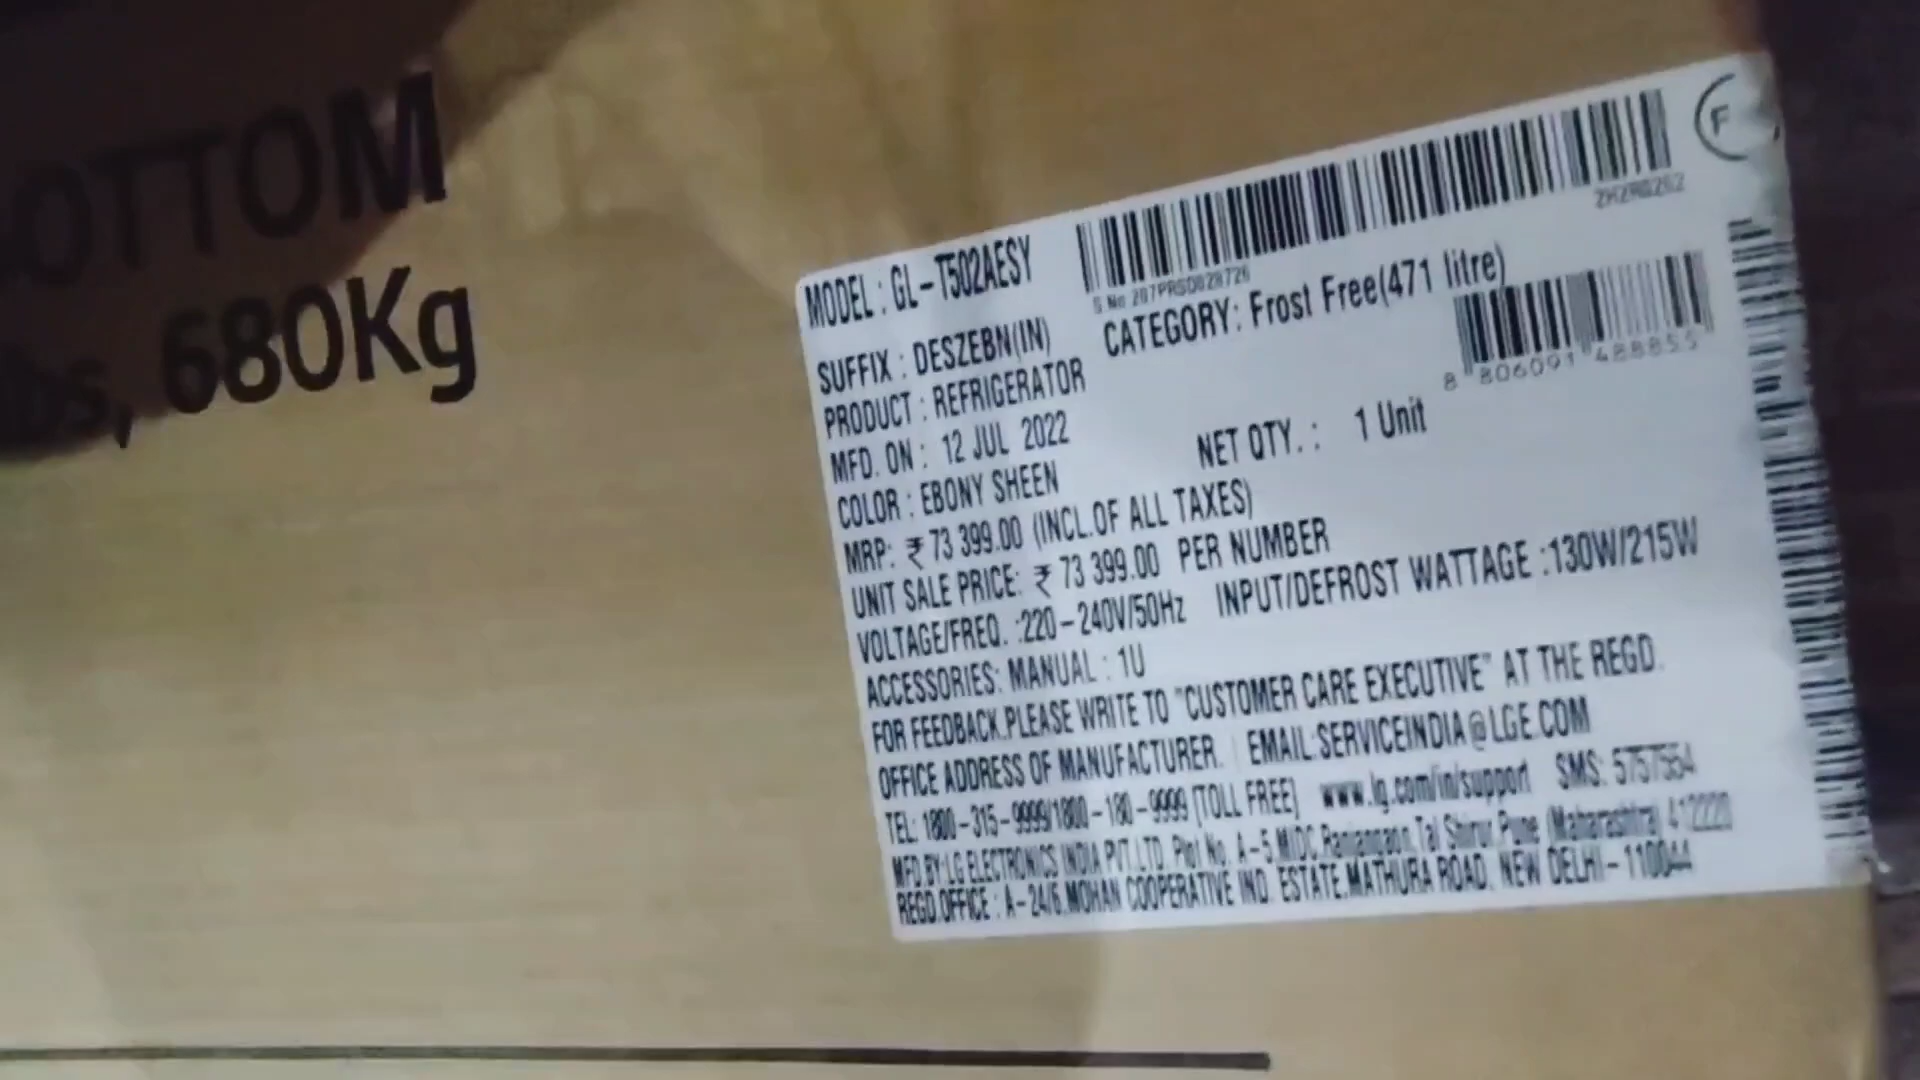 OTTOM
bs, 680Kg
F
ZHZR0262
MODEL : GL-T502AESY
S No 207PRSD028726
SUFFIX : DESZEBN(IN)
CATEGORY: Frost Free(471 litre)
PRODUCT : REFRIGERATOR
8 806091 488855
MFD. ON : 12 JUL 2022
NET QTY. : 1 Unit
COLOR : EBONY SHEEN
MRP: ₹ 73 399.00 (INCL.OF ALL TAXES)
UNIT SALE PRICE: ₹ 73 399.00 PER NUMBER
VOLTAGE/FREQ. :220-240V/50Hz INPUT/DEFROST WATTAGE :130W/215W
ACCESSORIES: MANUAL : 1U
FOR FEEDBACK.PLEASE WRITE TO "CUSTOMER CARE EXECUTIVE" AT THE REGD.
OFFICE ADDRESS OF MANUFACTURER. EMAIL:SERVICEINDIA@LGE.COM
TEL: 1800-315-9999/1800-180-9999 (TOLL FREE) www.lg.com/in/support SMS: 5757554
MFD.BY:LG ELECTRONICS INDIA PVT.LTD. Plot No. A-5 MIDC.Ranjangaon. Tal Shirur. Pune (Maharashtra) 412220
REGD.OFFICE : A-24/6.MOHAN COOPERATIVE IND. ESTATE.MATHURA ROAD, NEW DELHI-110044